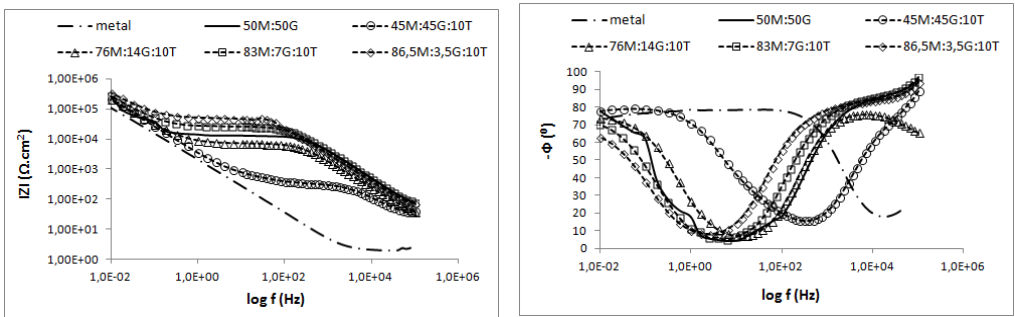 metal 50M:50G 45M:45G:10T
76M:14G:10T 83M:7G:10T 86,5M:3,5G:10T
1,00E+06
1,00E+05
1,00E+04
1,00E+03
1,00E+02
1,00E+01
1,00E+00
IZI (Ω.cm²)
1,0E-02 1,0E+00 1,0E+02 1,0E+04 1,0E+06
log f (Hz)
metal 50M:50G 45M:45G:10T
76M:14G:10T 83M:7G:10T 86,5M:3,5G:10T
100
90
80
70
60
50
40
30
20
10
0
-Φ (⁰)
1,0E-02 1,0E+00 1,0E+02 1,0E+04 1,0E+06
log f (Hz)